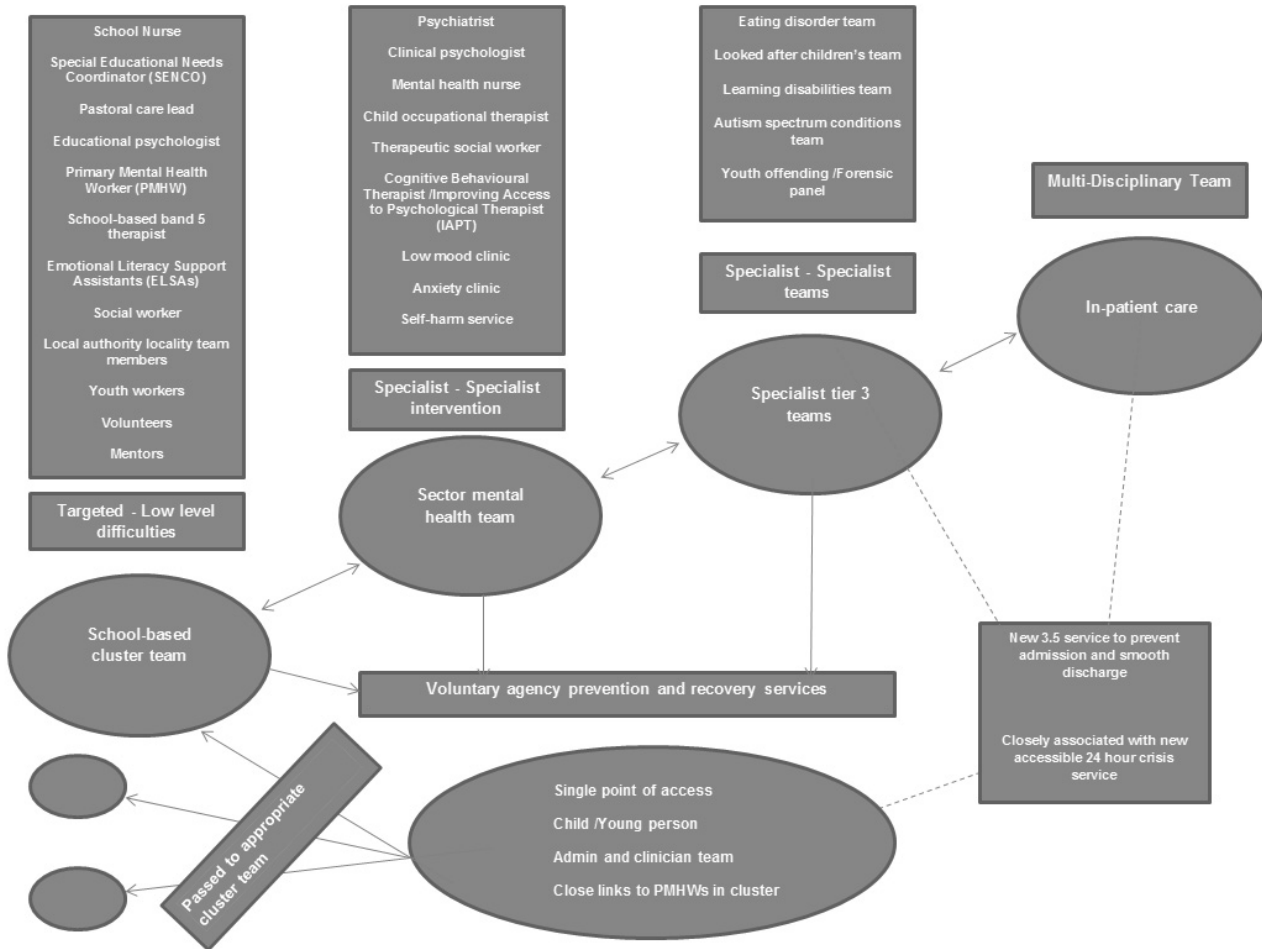 School Nurse
Special Educational Needs
Coordinator (SENCO)
Pastoral care lead
Educational psychologist
Primary Mental Health
Worker (PMHW)
School-based band 5
therapist
Emotional Literacy Support
Assistants (ELSAs)
Social worker
Local authority locality team
members
Youth workers
Volunteers
Mentors
Targeted - Low level
difficulties
School-based
cluster team
Psychiatrist
Clinical psychologist
Mental health nurse
Child occupational therapist
Therapeutic social worker
Cognitive Behavioural
Therapist /Improving Access
to Psychological Therapist
(IAPT)
Low mood clinic
Anxiety clinic
Self-harm service
Specialist - Specialist
intervention
Sector mental
health team
Eating disorder team
Looked after children's team
Learning disabilities team
Autism spectrum conditions
team
Youth offending /Forensic
panel
Specialist - Specialist
teams
Specialist tier 3
teams
Multi-Disciplinary Team
In-patient care
New 3.5 service to prevent
admission and smooth
discharge
Closely associated with new
accessible 24 hour crisis
service
Voluntary agency prevention and recovery services
Passed to appropriate
cluster team
Single point of access
Child /Young person
Admin and clinician team
Close links to PMHWs in cluster